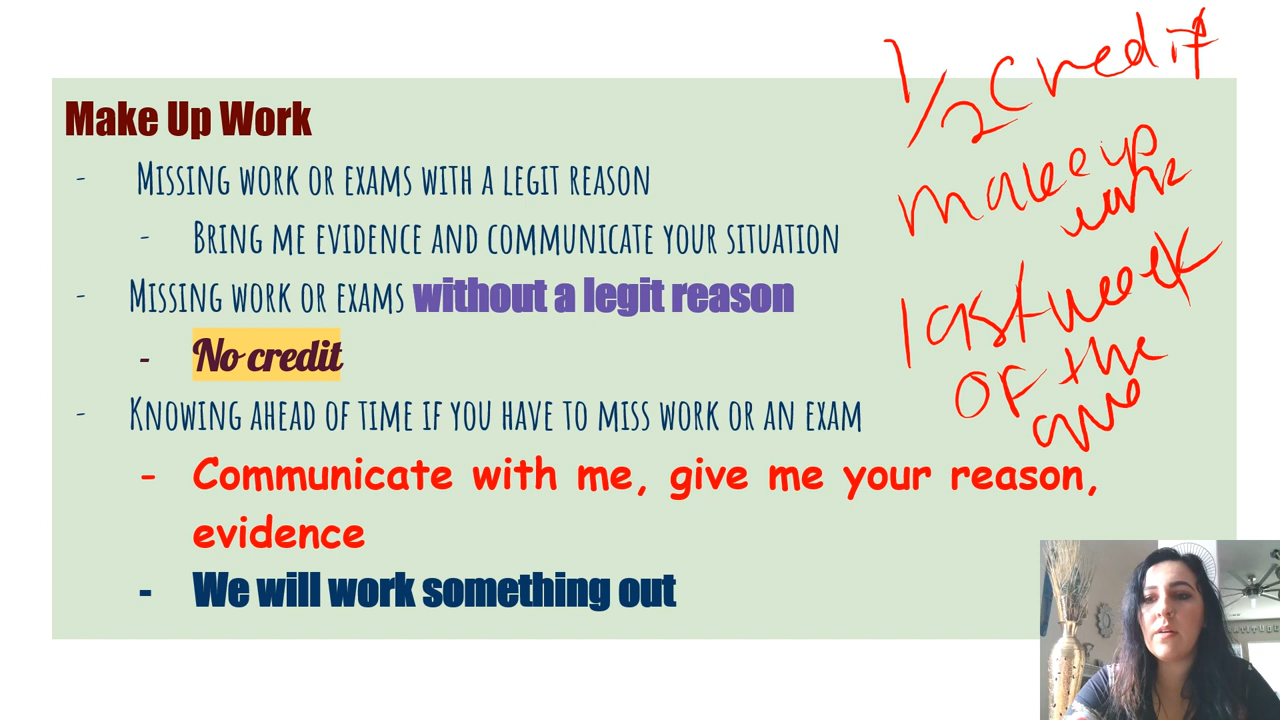 Make Up Work
- Missing work or exams with a legit reason
- Bring me evidence and communicate your situation
- Missing work or exams without a legit reason
- No credit
- Knowing ahead of time if you have to miss work or an exam
- Communicate with me, give me your reason,
evidence
- We will work something out
1/2 credit
makeup
work
last week
of the